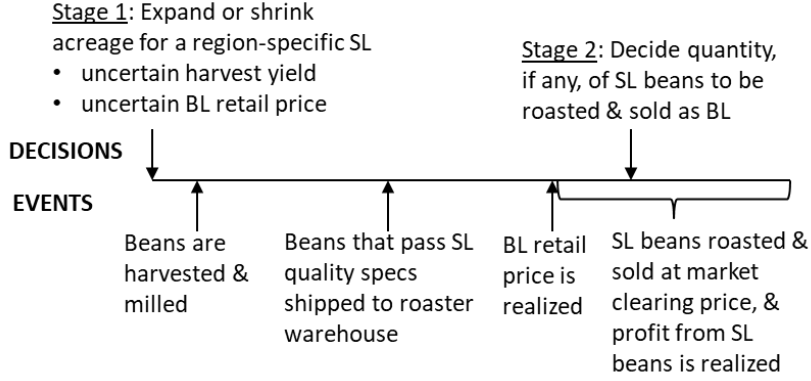 Stage 1: Expand or shrink
acreage for a region-specific SL
• uncertain harvest yield
• uncertain BL retail price
Stage 2: Decide quantity,
if any, of SL beans to be
roasted & sold as BL
DECISIONS
EVENTS
Beans are
harvested &
milled
Beans that pass SL
quality specs
shipped to roaster
warehouse
BL retail
price is
realized
SL beans roasted &
sold at market
clearing price, &
profit from SL
beans is realized